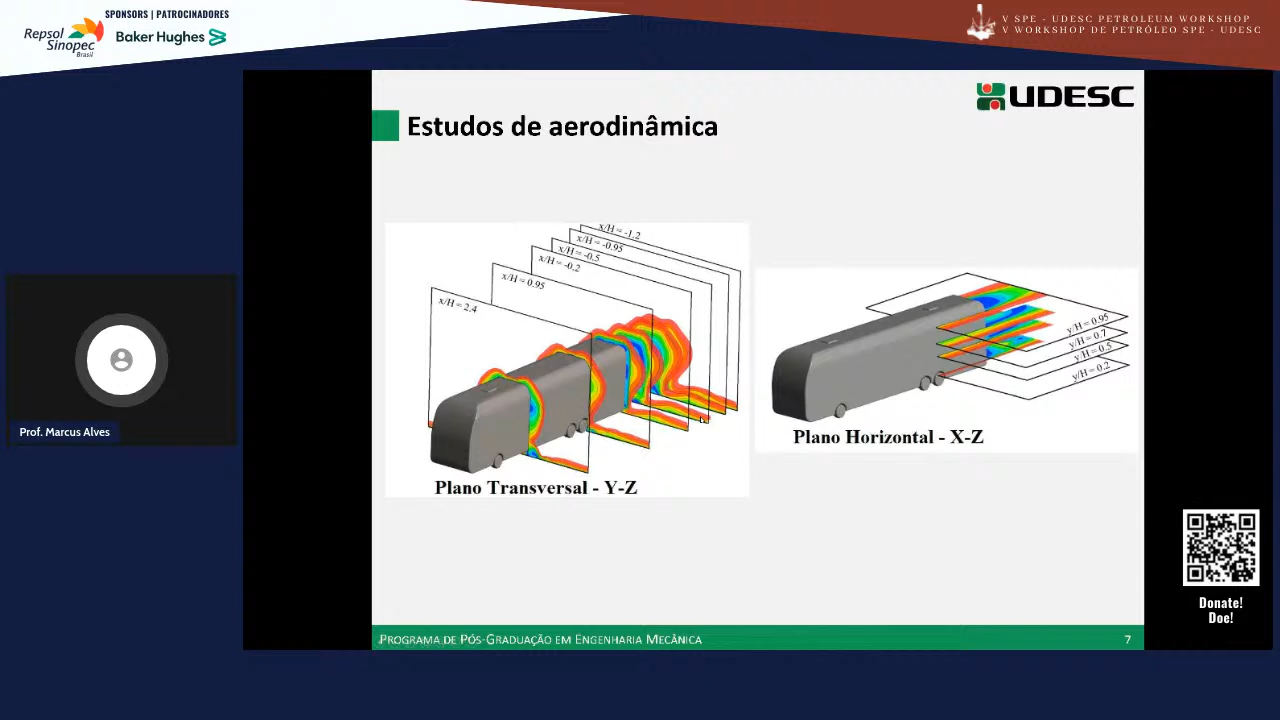 SPONSORS | PATROCINADORES
Repsol
Sinopec
Brasil
Baker Hughes
V SPE - UDESC PETROLEUM WORKSHOP
V WORKSHOP DE PETRÓLEO SPE - UDESC
UDESC
Estudos de aerodinâmica
x/H = -1.2
x/H = -0.95
x/H = -0.5
x/H = -0.2
x/H = 0.95
x/H = 2.4
Plano Transversal - Y-Z
y/H = 0.95
y/H = 0.7
y/H = 0.5
y/H = 0.2
Plano Horizontal - X-Z
Prof. Marcus Alves
Donate!
Doe!
PROGRAMA DE PÓS-GRADUAÇÃO EM ENGENHARIA MECÂNICA
7